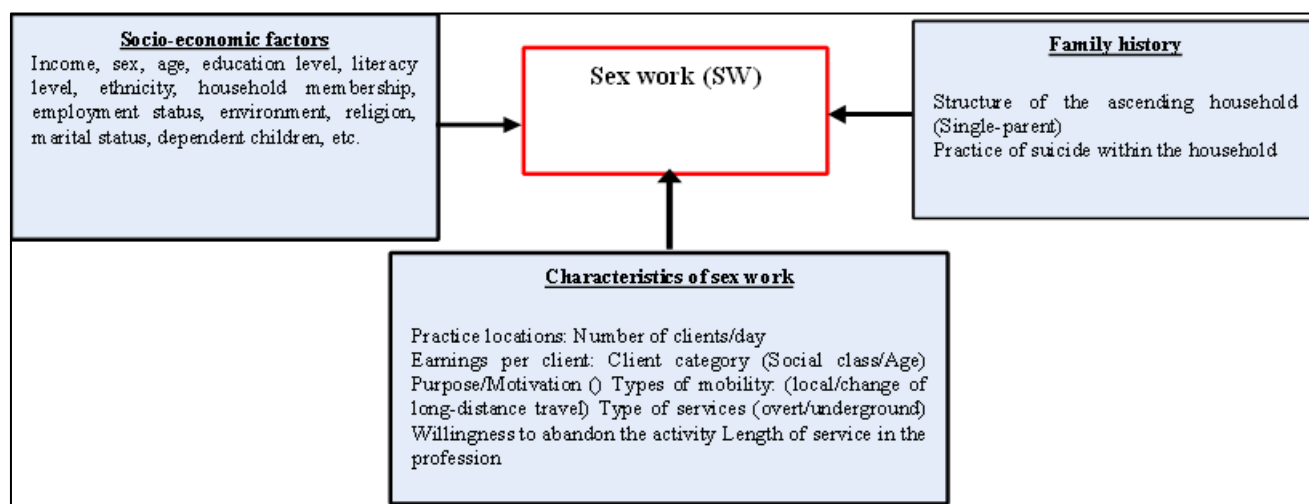 Socio-economic factors
Income, sex, age, education level, literacy
level, ethnicity, household membership,
employment status, environment, religion,
marital status, dependent children, etc.
Sex work (SW)
Family history
Structure of the ascending household
(Single-parent)
Practice of suicide within the household
Characteristics of sex work
Practice locations: Number of clients/day
Earnings per client: Client category (Social class/Age)
Purpose/Motivation () Types of mobility: (local/change of
long-distance travel) Type of services (overt/underground)
Willingness to abandon the activity Length of service in the
profession